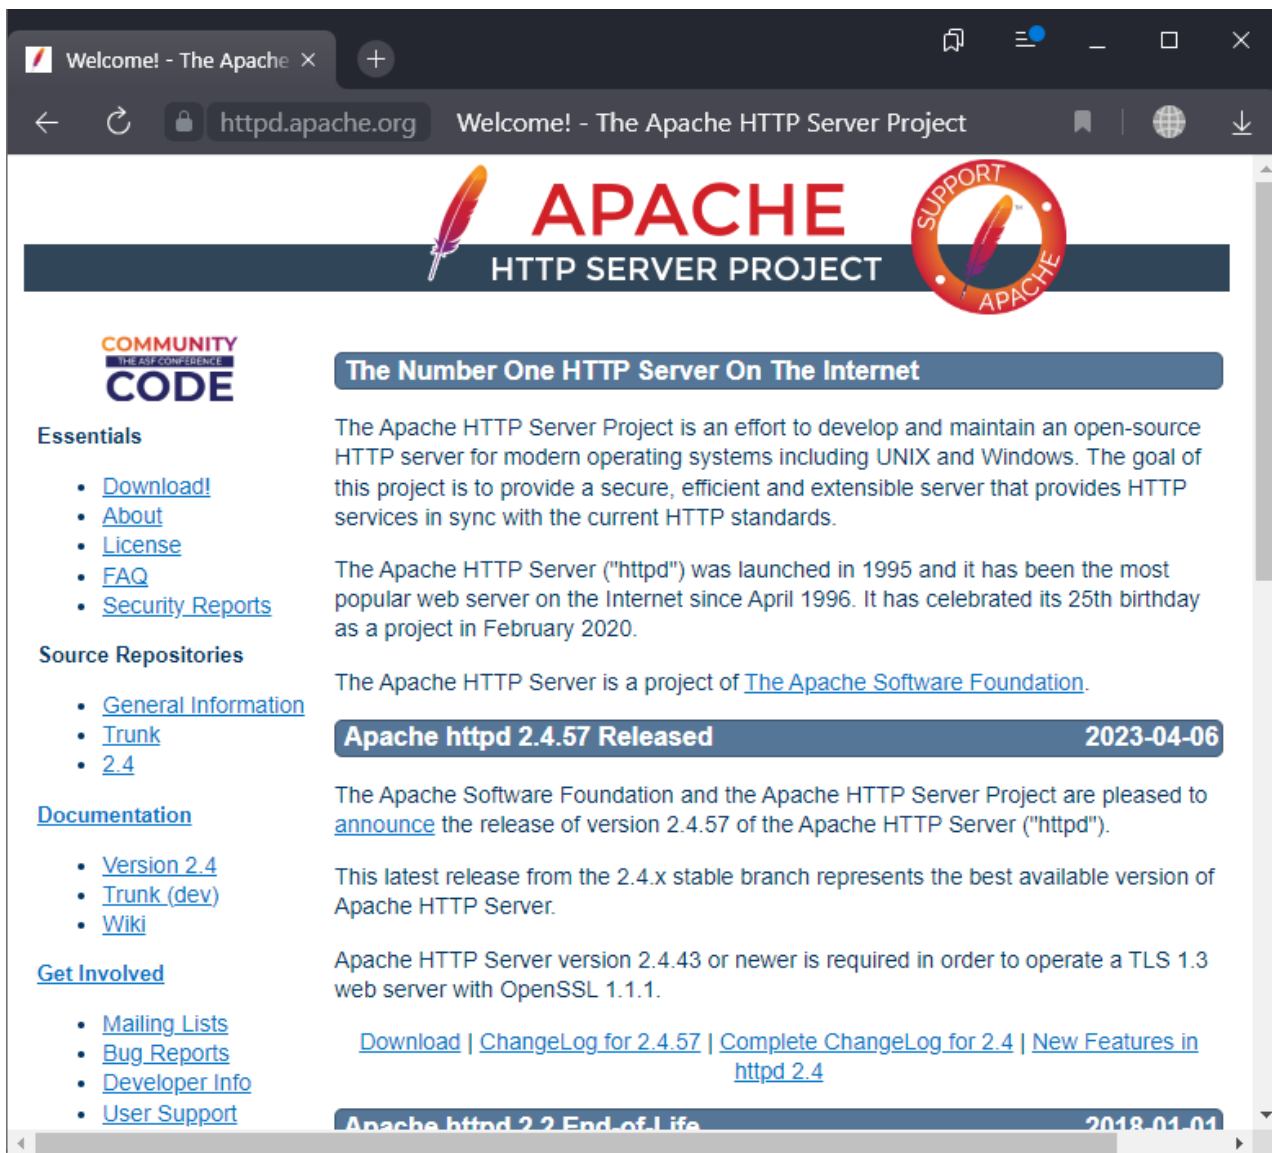 Welcome! - The Apache
httpd.apache.org Welcome! - The Apache HTTP Server Project
APACHE
HTTP SERVER PROJECT
SUPPORT
APACHE
COMMUNITY
THE ASF CONFERENCE
CODE
Essentials
Download!
About
License
FAQ
Security Reports
Source Repositories
General Information
Trunk
2.4
Documentation
Version 2.4
Trunk (dev)
Wiki
Get Involved
Mailing Lists
Bug Reports
Developer Info
User Support
The Number One HTTP Server On The Internet
The Apache HTTP Server Project is an effort to develop and maintain an open-source
HTTP server for modern operating systems including UNIX and Windows. The goal of
this project is to provide a secure, efficient and extensible server that provides HTTP
services in sync with the current HTTP standards.
The Apache HTTP Server ("httpd") was launched in 1995 and it has been the most
popular web server on the Internet since April 1996. It has celebrated its 25th birthday
as a project in February 2020.
The Apache HTTP Server is a project of The Apache Software Foundation.
Apache httpd 2.4.57 Released 2023-04-06
The Apache Software Foundation and the Apache HTTP Server Project are pleased to
announce the release of version 2.4.57 of the Apache HTTP Server ("httpd").
This latest release from the 2.4.x stable branch represents the best available version of
Apache HTTP Server.
Apache HTTP Server version 2.4.43 or newer is required in order to operate a TLS 1.3
web server with OpenSSL 1.1.1.
Download | ChangeLog for 2.4.57 | Complete ChangeLog for 2.4 | New Features in
httpd 2.4
Apache httpd 2.2 End-of-Life 2018-01-01